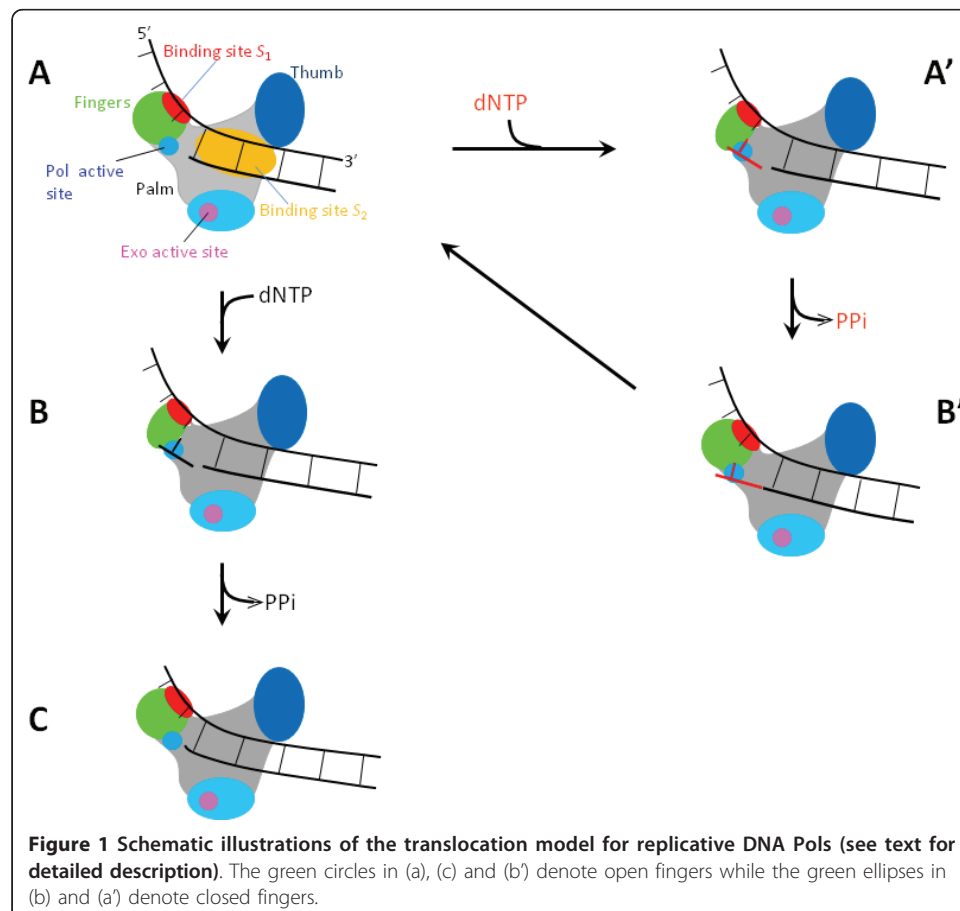 5′
A
Binding site S1
Thumb
A′
Fingers
dNTP
3′
Pol active
site
Palm
Binding site S2
Exo active site
dNTP
PPi
B
B′
PPi
C
Figure 1 Schematic illustrations of the translocation model for replicative DNA Pols (see text for
detailed description). The green circles in (a), (c) and (b′) denote open fingers while the green ellipses in
(b) and (a′) denote closed fingers.